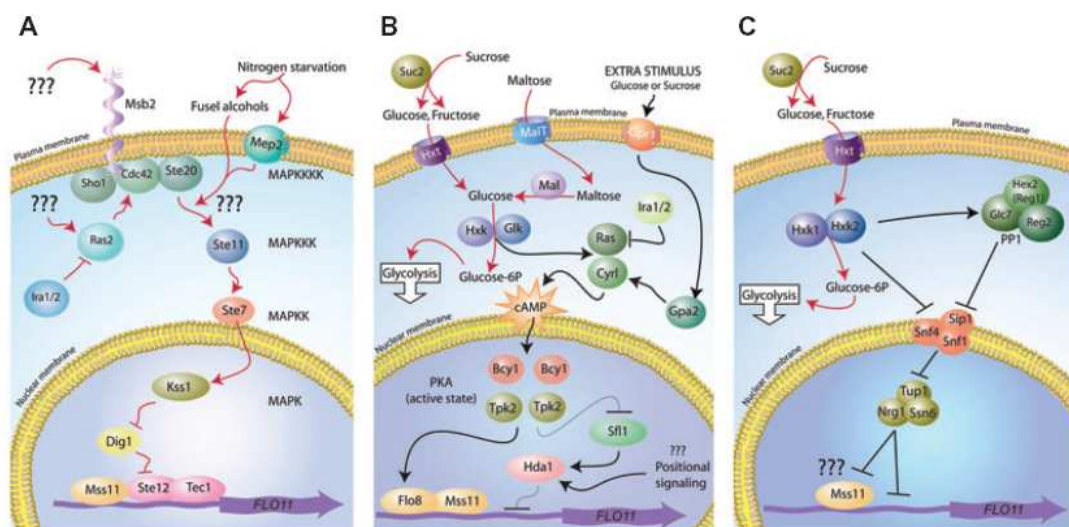 A
???
Msb2
Nitrogen starvation
Fusel alcohols
Plasma membrane
Mep2
Sho1
Cdc42
Ste20
MAPKKKK
???
???
Ras2
Ste11
MAPKKK
Ira1/2
Ste7
MAPKK
Nuclear membrane
Kss1
MAPK
Dig1
Mss11
Ste12
Tec1
FLO11
B
Suc2
Sucrose
Maltose
EXTRA STIMULUS
Glucose or Sucrose
Glucose, Fructose
Plasma membrane
Hxt
MalT
Gpr1
Glucose
Mal
Maltose
Ira1/2
Hxk
Glk
Ras
Glycolysis
Glucose-6P
Cyrl
cAMP
Gpa2
Nuclear membrane
Bcy1
Bcy1
PKA
(active state)
Tpk2
Tpk2
Sfl1
???
Positional
signaling
Hda1
Flo8
Mss11
FLO11
C
Suc2
Sucrose
Glucose, Fructose
Plasma membrane
Hxt
Hex2
(Reg1)
Glc7
Reg2
PP1
Hxk1
Hxk2
Glucose-6P
Glycolysis
Snf4
Sip1
Snf1
Nuclear membrane
Tup1
Nrg1
Ssn6
???
Mss11
FLO11